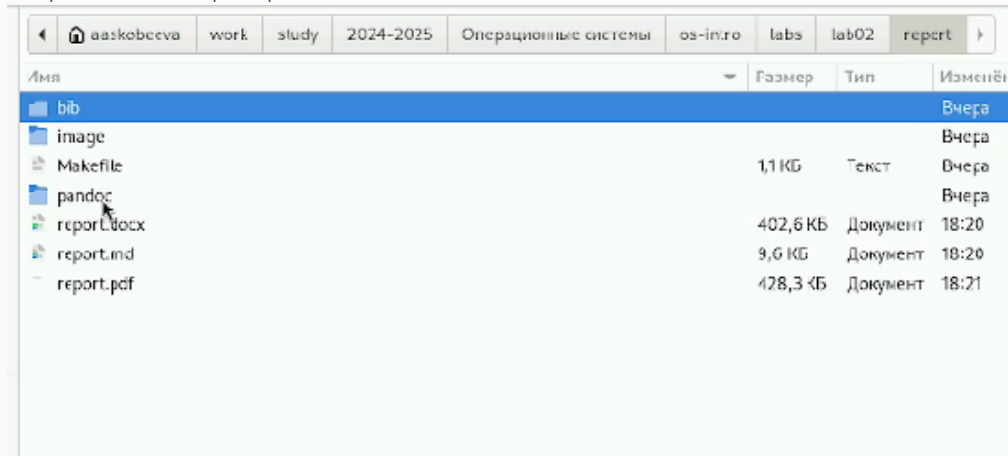 aaskobeeva work study 2024-2025 Операционные системы os-intro labs lab02 report
Имя Размер Тип Изменён
bib Вчера
image Вчера
Makefile 1,1 КБ Текст Вчера
pandoc Вчера
report.docx 402,6 КБ Документ 18:20
report.md 9,6 КБ Документ 18:20
report.pdf 428,3 КБ Документ 18:21